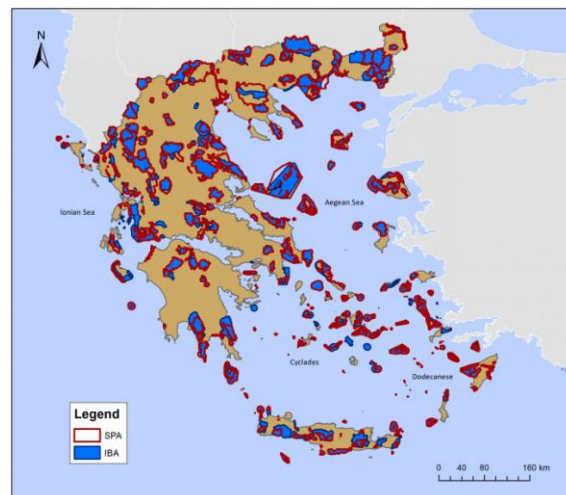 N
Ionian Sea
Aegean Sea
Cyclades
Dodecanese
Legend
SPA
IBA
0 40 80 160 km